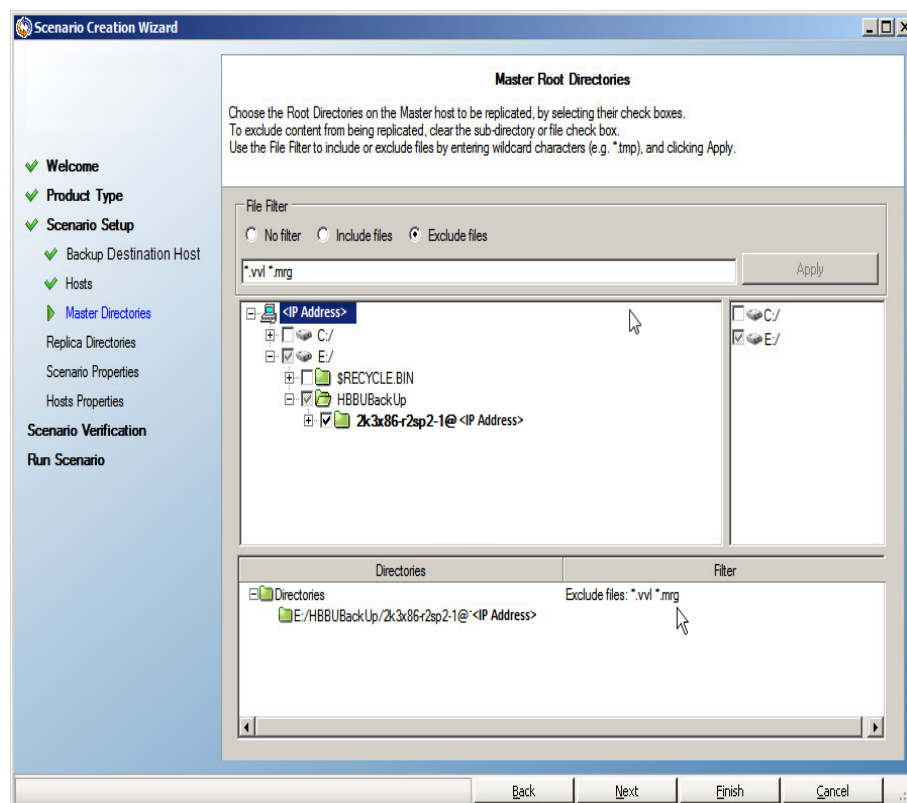 Scenario Creation Wizard
Master Root Directories
Choose the Root Directories on the Master host to be replicated, by selecting their check boxes.
To exclude content from being replicated, clear the sub-directory or file check box.
Use the File Filter to include or exclude files by entering wildcard characters (e.g. *.tmp), and clicking Apply.
Welcome
Product Type
Scenario Setup
Backup Destination Host
Hosts
Master Directories
Replica Directories
Scenario Properties
Hosts Properties
Scenario Verification
Run Scenario
File Filter
No filter Include files Exclude files
*.vvl *.mrg Apply
<IP Address>
C:/
E:/
$RECYCLE.BIN
HBBUBackUp
2k3x86-r2sp2-1@ <IP Address>
C:/
E:/
Directories Filter
Directories Exclude files: *.vvl *.mrg
E:/HBBUBackUp/2k3x86-r2sp2-1@<IP Address>
Back Next Finish Cancel